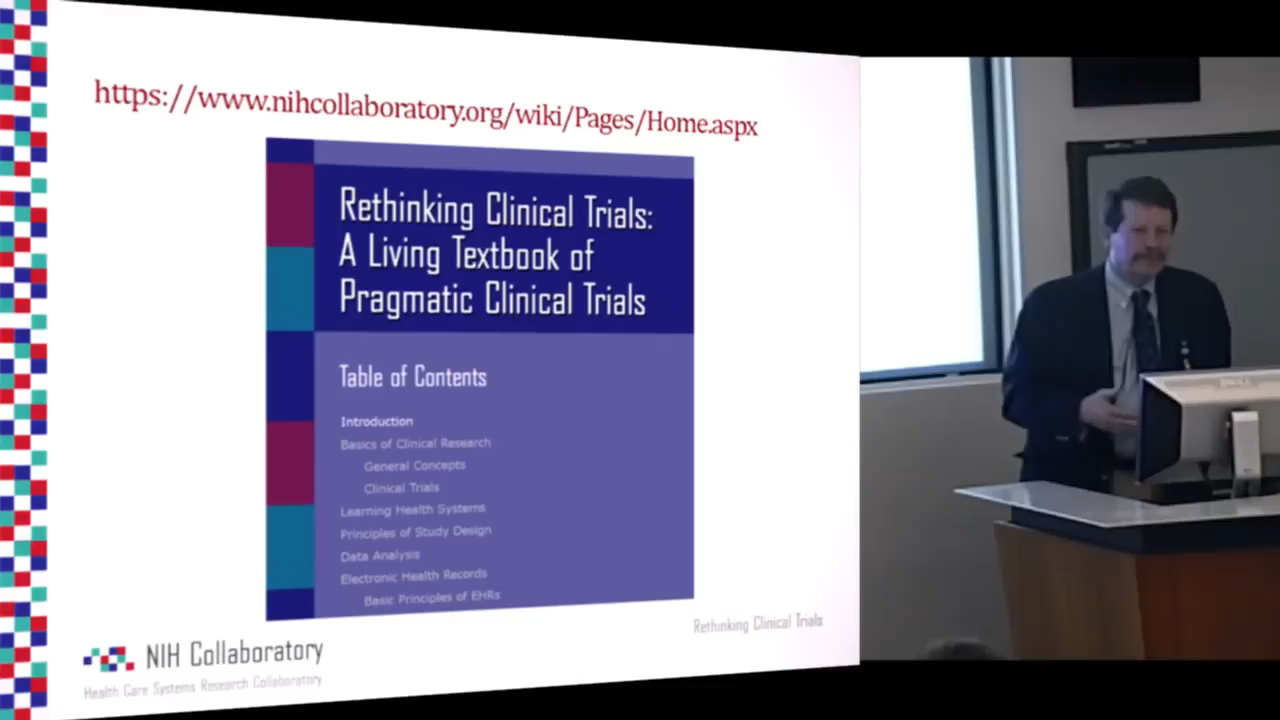 https://www.nihcollaboratory.org/wiki/Pages/Home.aspx
Rethinking Clinical Trials:
A Living Textbook of
Pragmatic Clinical Trials
Table of Contents
Introduction
Basics of Clinical Research
General Concepts
Clinical Trials
Learning Health Systems
Principles of Study Design
Data Analysis
Electronic Health Records
Basic Principles of EHRs
Rethinking Clinical Trials
NIH Collaboratory
Health Care Systems Research Collaboratory